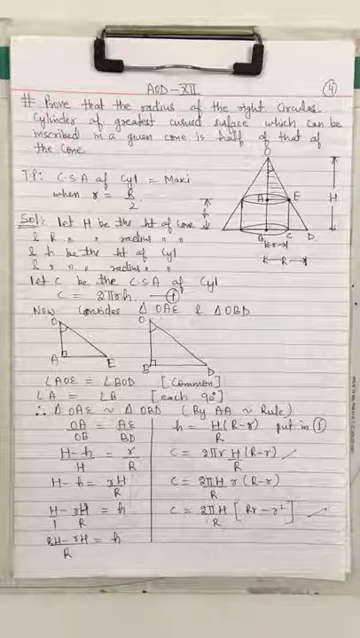 AOD - XII
4
# Prove that the radius of the right circular
Cylinder of greatest curved surface which can be
inscribed in a given cone is half of that of
the Cone
T.P: C.S.A of Cyl = Maxi
when r = R/2
Sol: let H be the ht of cone
& R " " radius " "
& h be the ht of Cyl
& r " " radius " "
let C be the C.S.A of Cyl
C = 2πrh — ①
Now Consider △ OAE & △ OBD
O
A
E
B
C
D
H
h
r
R
O
A
E
O
B
D
∠AOE = ∠BOD [Common]
∠A = ∠B [each 90°]
∴ △ OAE ~ △ OBD (By AA ~ Rule)
OA/OB = AE/BD
H-h/H = r/R
H-h = rH/R
H/1 - rH/R = h
RH-rH/R = h
h = H(R-r)/R put in ①
C = 2πr H/R (R-r)
C = 2πH/R r(R-r)
C = 2πH/R [Rr - r²]